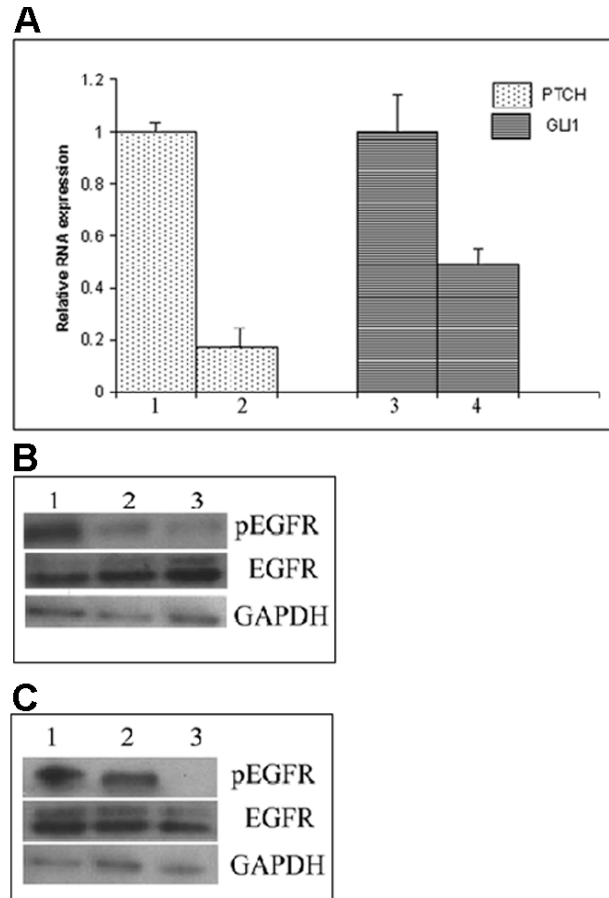 A
Relative RNA expression
1.2
1
0.8
0.6
0.4
0.2
0
1 2 3 4
PTCH
GLI1
B
1 2 3
pEGFR
EGFR
GAPDH
C
1 2 3
pEGFR
EGFR
GAPDH